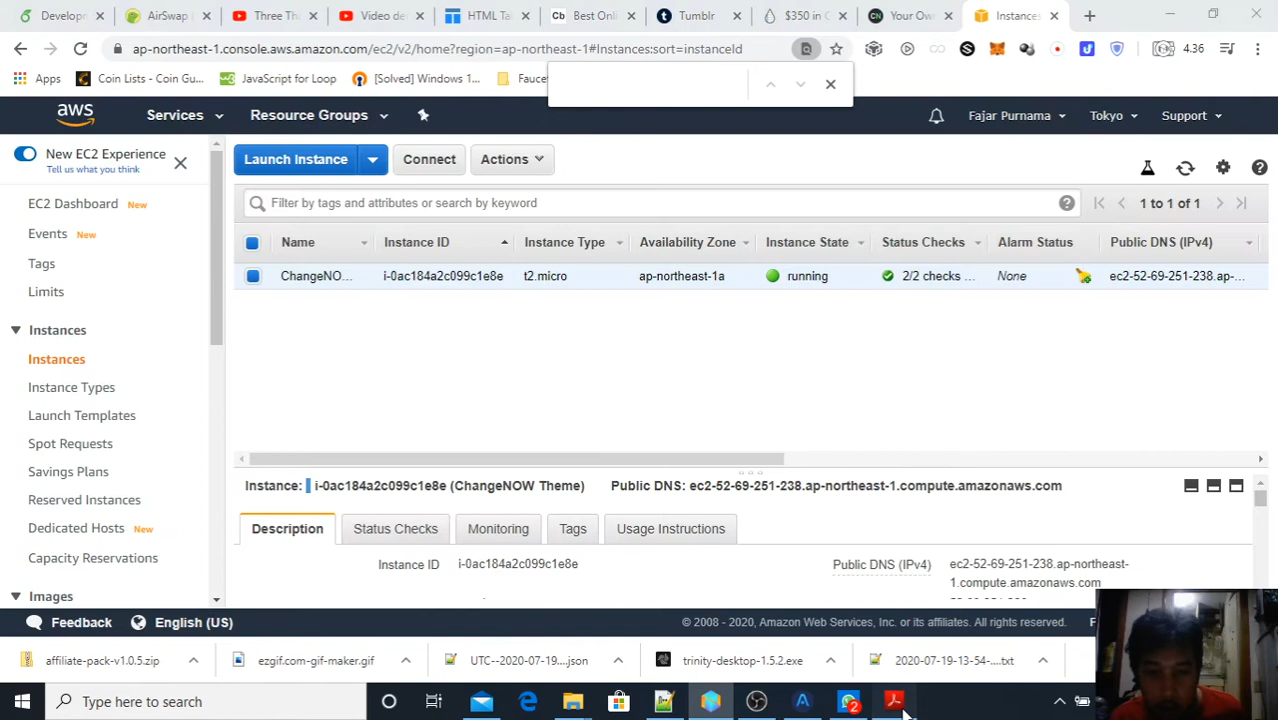 Developn
AirSwap (
Three Th
Video de
HTML Ta
Cb Best Onli
t Tumblr
$350 in C
CN Your Ow
Instances
ap-northeast-1.console.aws.amazon.com/ec2/v2/home?region=ap-northeast-1#Instances:sort=instanceId
4.36
Apps
Coin Lists - Coin Gu...
JavaScript for Loop
[Solved] Windows 1...
Faucet
aws
Services
Resource Groups
Fajar Purnama
Tokyo
Support
New EC2 Experience
Tell us what you think
Launch Instance
Connect
Actions
EC2 Dashboard New
Events New
Tags
Limits
Instances
Instances
Instance Types
Launch Templates
Spot Requests
Savings Plans
Reserved Instances
Dedicated Hosts New
Capacity Reservations
Images
Filter by tags and attributes or search by keyword
1 to 1 of 1
Name Instance ID Instance Type Availability Zone Instance State Status Checks Alarm Status Public DNS (IPv4)
ChangeNO... i-0ac184a2c099c1e8e t2.micro ap-northeast-1a running 2/2 checks ... None ec2-52-69-251-238.ap-...
Instance: i-0ac184a2c099c1e8e (ChangeNOW Theme) Public DNS: ec2-52-69-251-238.ap-northeast-1.compute.amazonaws.com
Description Status Checks Monitoring Tags Usage Instructions
Instance ID i-0ac184a2c099c1e8e
Public DNS (IPv4) ec2-52-69-251-238.ap-northeast-
1.compute.amazonaws.com
Feedback
English (US)
© 2008 - 2020, Amazon Web Services, Inc. or its affiliates. All rights reserved.
affiliate-pack-v1.0.5.zip
ezgif.com-gif-maker.gif
UTC--2020-07-19....json
trinity-desktop-1.5.2.exe
2020-07-19-13-54-....txt
Type here to search
2